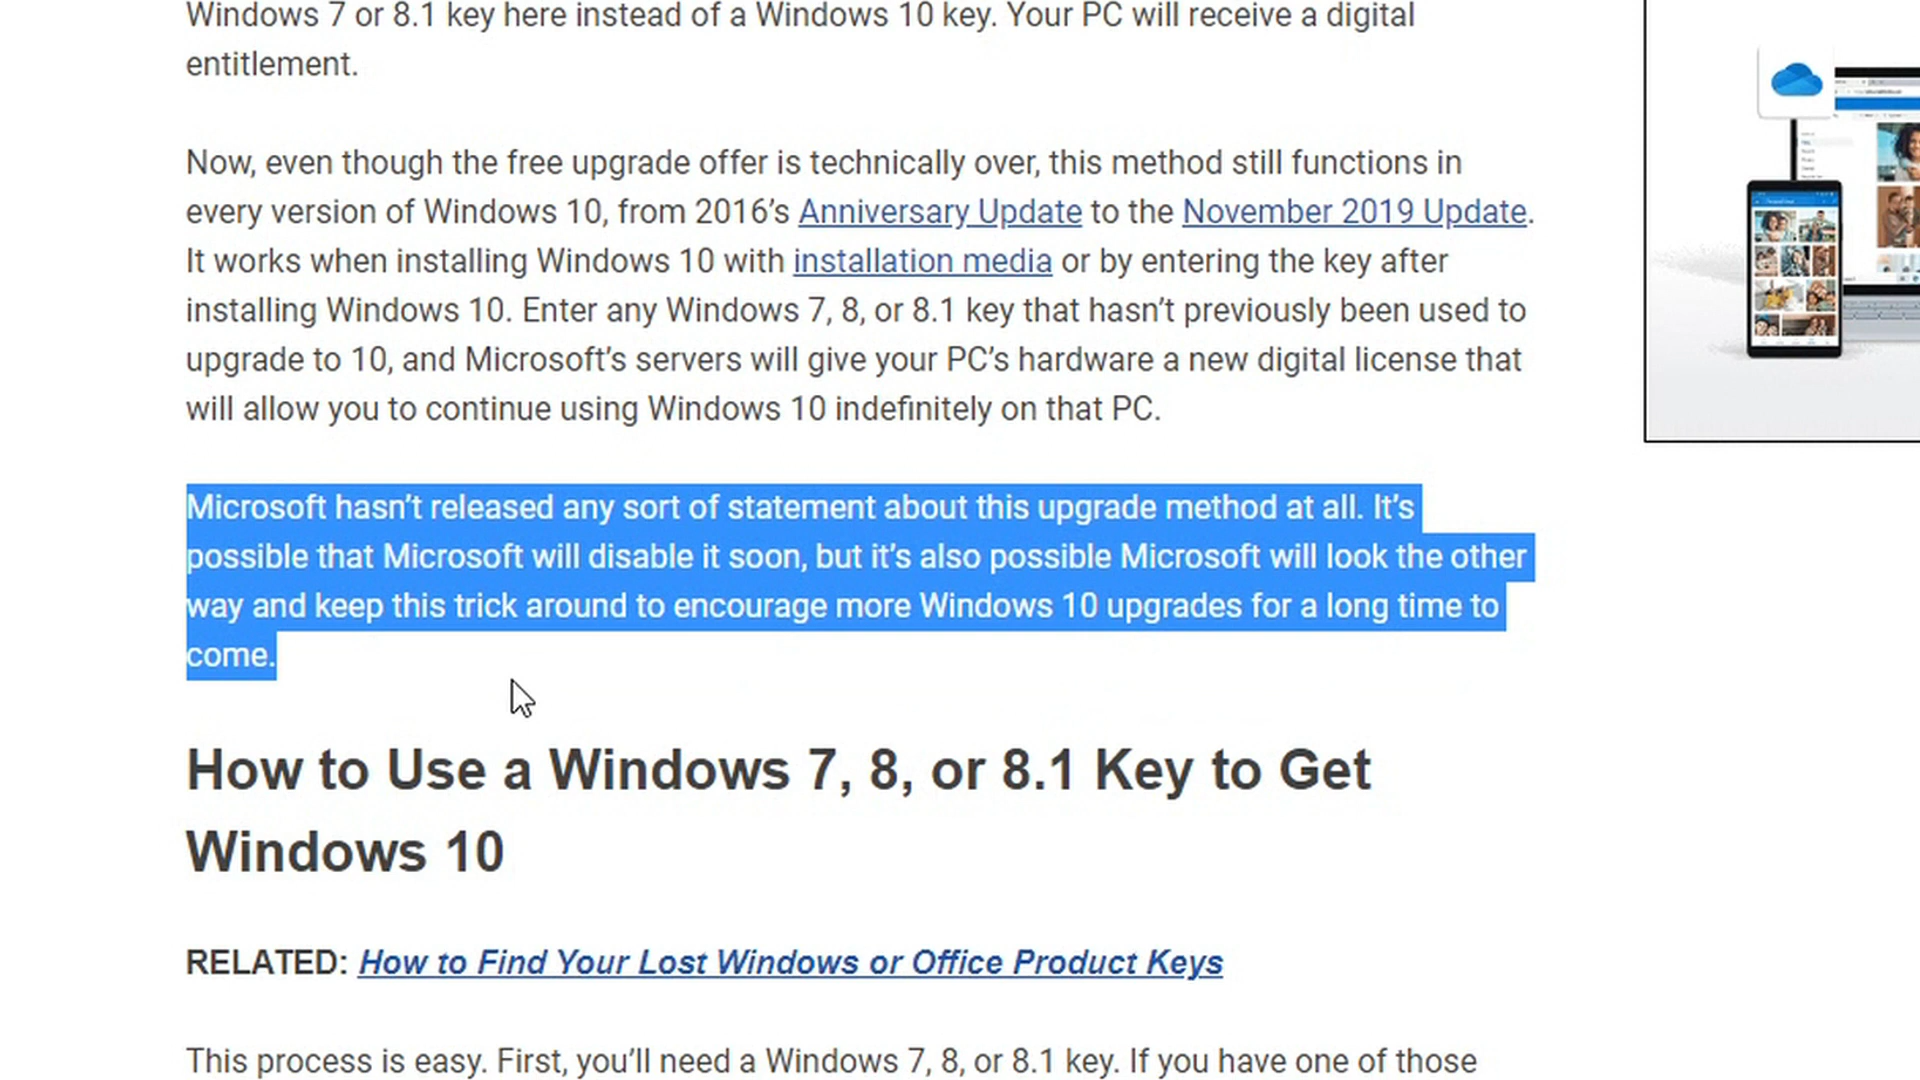 Windows 7 or 8.1 key here instead of a Windows 10 key. Your PC will receive a digital
entitlement.
Now, even though the free upgrade offer is technically over, this method still functions in
every version of Windows 10, from 2016’s Anniversary Update to the November 2019 Update.
It works when installing Windows 10 with installation media or by entering the key after
installing Windows 10. Enter any Windows 7, 8, or 8.1 key that hasn’t previously been used to
upgrade to 10, and Microsoft’s servers will give your PC’s hardware a new digital license that
will allow you to continue using Windows 10 indefinitely on that PC.
Microsoft hasn’t released any sort of statement about this upgrade method at all. It’s
possible that Microsoft will disable it soon, but it’s also possible Microsoft will look the other
way and keep this trick around to encourage more Windows 10 upgrades for a long time to
come.
How to Use a Windows 7, 8, or 8.1 Key to Get
Windows 10
RELATED: How to Find Your Lost Windows or Office Product Keys
This process is easy. First, you’ll need a Windows 7, 8, or 8.1 key. If you have one of those